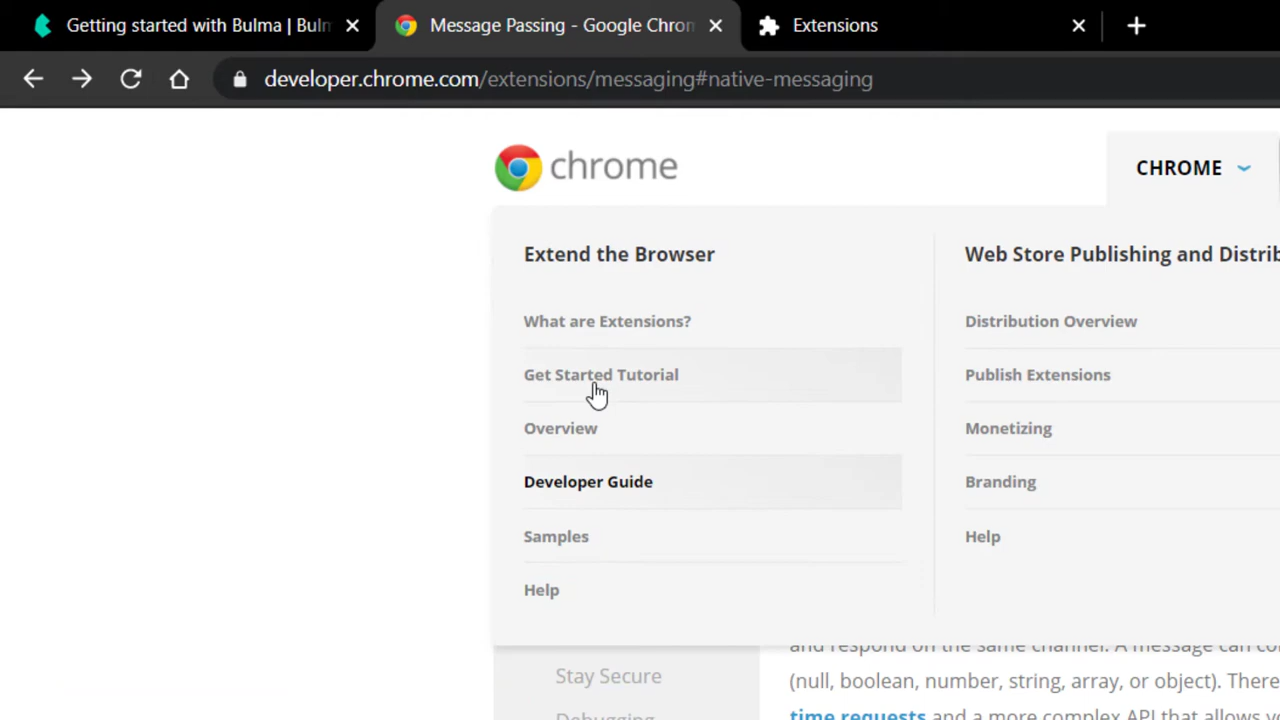 Getting started with Bulma | Bulm
Message Passing - Google Chrom
Extensions
developer.chrome.com/extensions/messaging#native-messaging
chrome
CHROME
Extend the Browser
What are Extensions?
Get Started Tutorial
Overview
Developer Guide
Samples
Help
Web Store Publishing and Distrib
Distribution Overview
Publish Extensions
Monetizing
Branding
Help
Stay Secure
Debugging
and respond on the same channel. A message can co
(null, boolean, number, string, array, or object). There
time requests and a more complex API that allows y